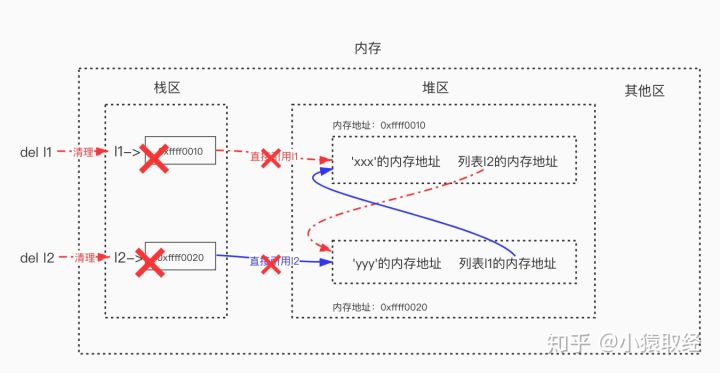 内存
栈区
堆区
其他区
内存地址：0xffff0010
del l1
清理
l1->
0xffff0010
直接引用l1
'xxx'的内存地址
列表l2的内存地址
del l2
清理
l2->
0xffff0020
直接引用l2
'yyy'的内存地址
列表l1的内存地址
内存地址：0xffff0020
知乎 @小猿取经